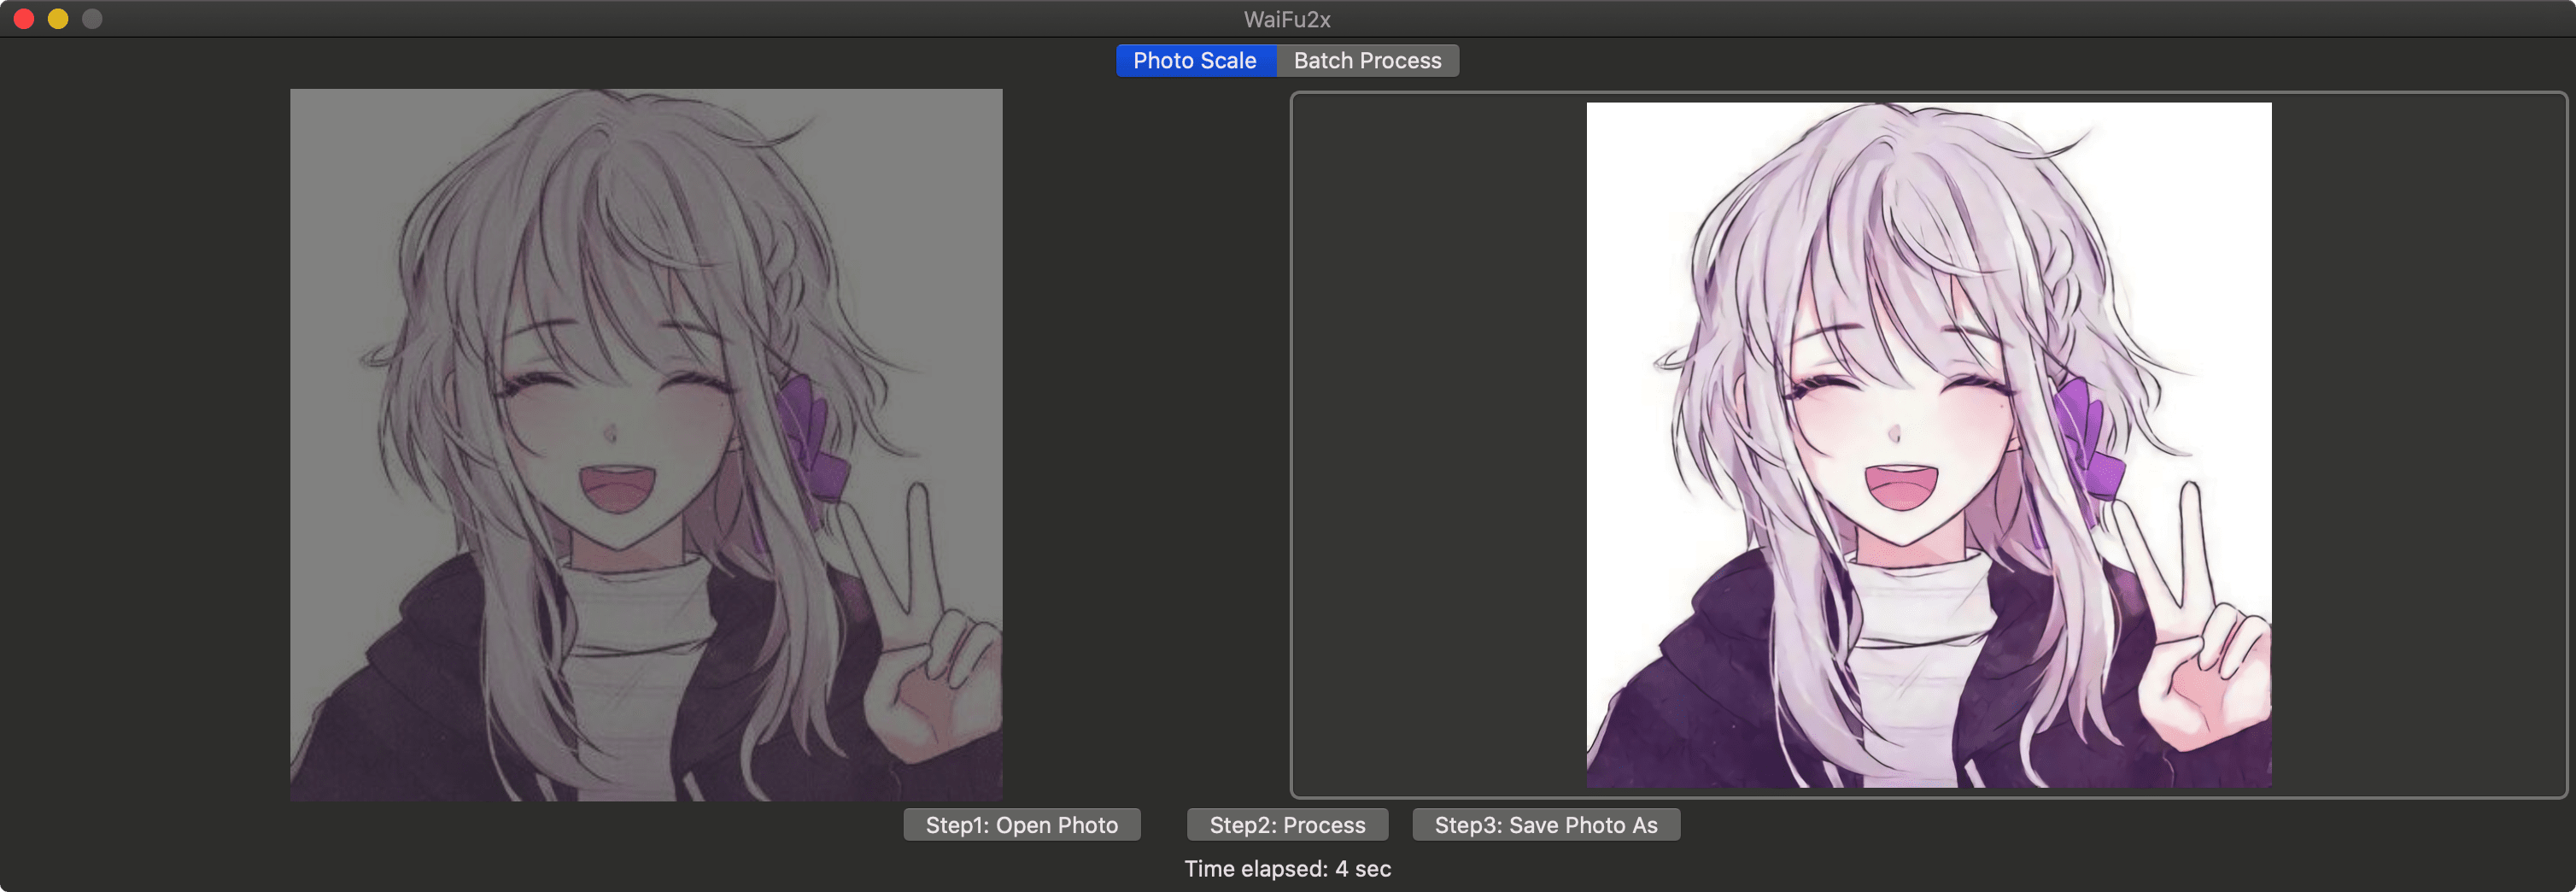 WaiFu2x
Photo Scale Batch Process
Step1: Open Photo Step2: Process Step3: Save Photo As
Time elapsed: 4 sec